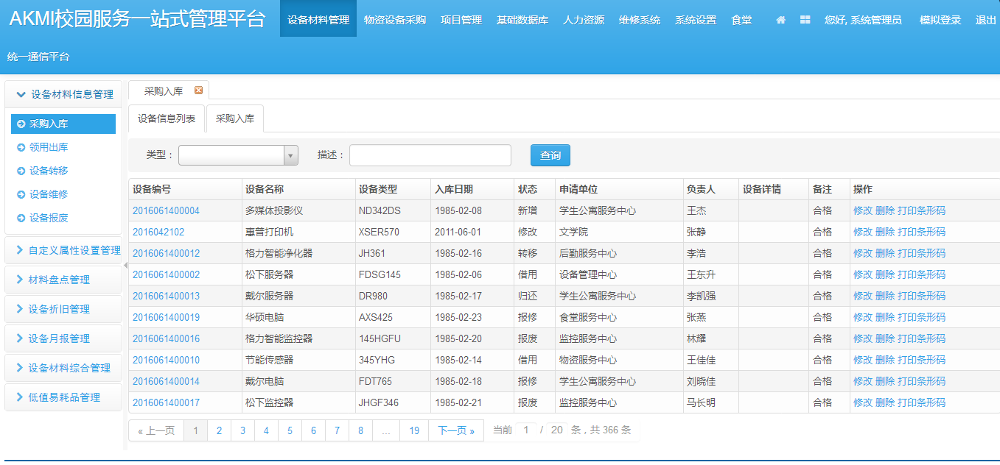 AKMI校园服务一站式管理平台 设备材料管理 物资设备采购 项目管理 基础数据库 人力资源 维修系统 系统设置 食堂 您好, 系统管理员 模拟登录 退出
统一通信平台
设备材料信息管理
采购入库
领用出库
设备转移
设备维修
设备报废
自定义属性设置管理
材料盘点管理
设备折旧管理
设备月报管理
设备材料综合管理
低值易耗品管理
采购入库
设备信息列表 采购入库
类型： 描述： 查询
设备编号 设备名称 设备类型 入库日期 状态 申请单位 负责人 设备详情 备注 操作
2016061400004 多媒体投影仪 ND342DS 1985-02-08 新增 学生公寓服务中心 王杰 合格 修改 删除 打印条形码
2016042102 惠普打印机 XSER570 2011-06-01 修改 文学院 张静 合格 修改 删除 打印条形码
2016061400012 格力智能净化器 JH361 1985-02-16 转移 后勤服务中心 李浩 合格 修改 删除 打印条形码
2016061400002 松下服务器 FDSG145 1985-02-06 借用 设备管理中心 王东升 合格 修改 删除 打印条形码
2016061400013 戴尔服务器 DR980 1985-02-17 归还 学生公寓服务中心 李凯强 合格 修改 删除 打印条形码
2016061400019 华硕电脑 AXS425 1985-02-23 报修 食堂服务中心 张燕 合格 修改 删除 打印条形码
2016061400016 格力智能监控器 145HGFU 1985-02-20 报废 监控服务中心 林耀 合格 修改 删除 打印条形码
2016061400010 节能传感器 345YHG 1985-02-14 借用 物资服务中心 王佳佳 合格 修改 删除 打印条形码
2016061400014 戴尔电脑 FDT765 1985-02-18 报修 学生公寓服务中心 刘晓佳 合格 修改 删除 打印条形码
2016061400017 松下监控器 JHGF346 1985-02-21 报废 监控服务中心 马长明 合格 修改 删除 打印条形码
« 上一页 1 2 3 4 5 6 7 8 ... 19 下一页 » 当前 1 / 20 条，共 366 条